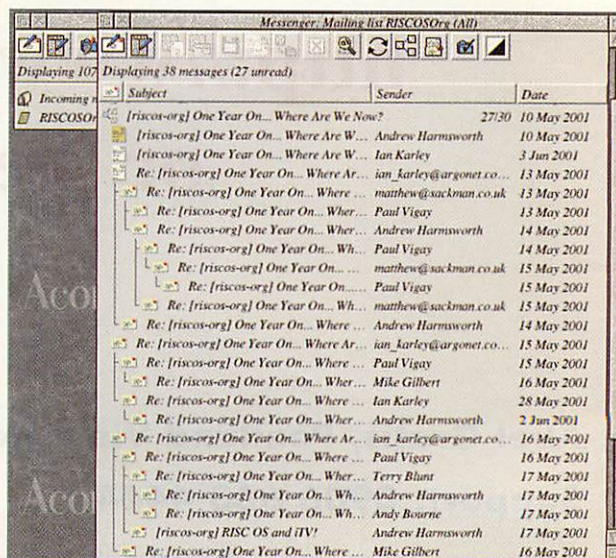 Messenger: Mailing list RISCOSOrg (All)
Displaying 107
Displaying 38 messages (27 unread)
Subject Sender Date
Incoming
RISCOSOr
[riscos-org] One Year On... Where Are We Now? 27/30 10 May 2001
[riscos-org] One Year On... Where Are W... Andrew Harmsworth 10 May 2001
[riscos-org] One Year On... Where Are W... Ian Karley 3 Jun 2001
Re: [riscos-org] One Year On... Where Ar... ian_karley@argonet.co... 13 May 2001
Re: [riscos-org] One Year On... Where ... matthew@sackman.co.uk 13 May 2001
Re: [riscos-org] One Year On... Wher... Paul Vigay 13 May 2001
Re: [riscos-org] One Year On... Wher... Andrew Harmsworth 14 May 2001
Re: [riscos-org] One Year On... Wh... Paul Vigay 14 May 2001
Re: [riscos-org] One Year On... ... matthew@sackman.co.uk 15 May 2001
Re: [riscos-org] One Year On... ... Paul Vigay 15 May 2001
Re: [riscos-org] One Year On... Wh... matthew@sackman.co.uk 15 May 2001
Re: [riscos-org] One Year On... Where ... Andrew Harmsworth 14 May 2001
Re: [riscos-org] One Year On... Where Ar... ian_karley@argonet.co... 15 May 2001
Re: [riscos-org] One Year On... Where ... Paul Vigay 15 May 2001
Re: [riscos-org] One Year On... Wher... Mike Gilbert 16 May 2001
Re: [riscos-org] One Year On... Where ... Ian Karley 28 May 2001
Re: [riscos-org] One Year On... Wher... Andrew Harmsworth 2 Jun 2001
Re: [riscos-org] One Year On... Where Ar... ian_karley@argonet.co... 16 May 2001
Re: [riscos-org] One Year On... Where ... Paul Vigay 16 May 2001
Re: [riscos-org] One Year On... Wher... Terry Blunt 17 May 2001
Re: [riscos-org] One Year On... Wh... Andrew Harmsworth 17 May 2001
Re: [riscos-org] One Year On... Wh... Andy Bourne 17 May 2001
[riscos-org] RISC OS and iTV! Andrew Harmsworth 17 May 2001
Re: [riscos-org] One Year On... Where ... Mike Gilbert 16 May 2001
Aco
Aco